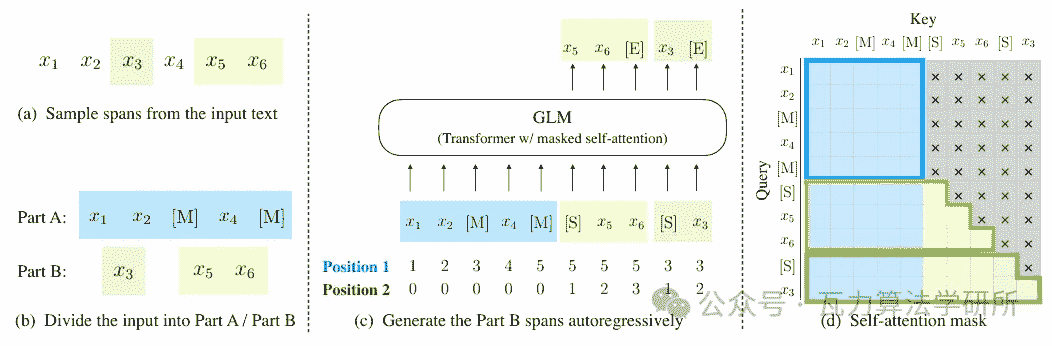 x₁ x₂ x₃ x₄ x₅ x₆
(a) Sample spans from the input text
Part A: x₁ x₂ [M] x₄ [M]
Part B: x₃ x₅ x₆
(b) Divide the input into Part A / Part B
x₅ x₆ [E] x₃ [E]
GLM
(Transformer w/ masked self-attention)
x₁ x₂ [M] x₄ [M] [S] x₅ x₆ [S] x₃
Position 1 1 2 3 4 5 5 5 5 3 3
Position 2 0 0 0 0 0 1 2 3 1 2
(c) Generate the Part B spans autoregressively
Key
x₁ x₂ [M] x₄ [M] [S] x₅ x₆ [S] x₃
Query
x₁ × × × × ×
x₂ × × × × ×
[M] × × × × ×
x₄ × × × × ×
[M] × × × × ×
[S] × × × ×
x₅ × × ×
x₆ × ×
[S] ×
x₃
(d) Self-attention mask
公众号 · 瓦力算法学研所